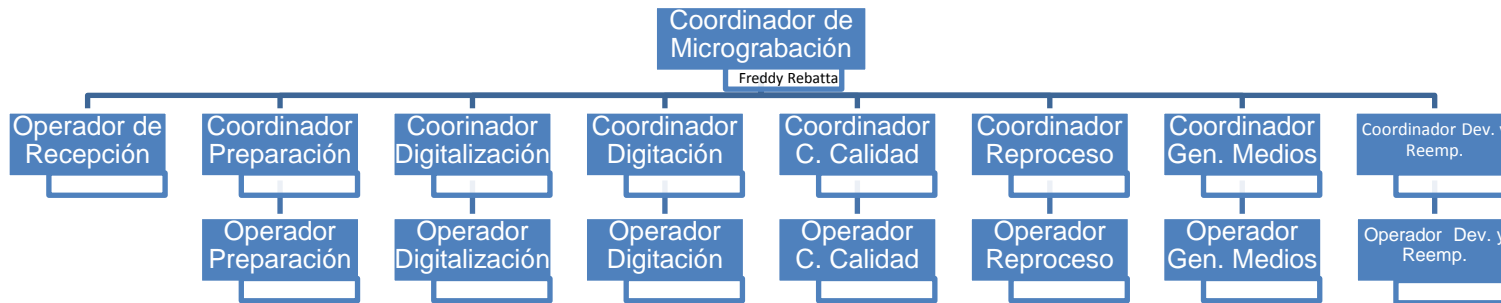 Coordinador de
Micrograbación
Freddy Rebatta
Operador de
Recepción
Coordinador
Preparación
Coorinador
Digitalización
Coordinador
Digitación
Coordinador
C. Calidad
Coordinador
Reproceso
Coordinador
Gen. Medios
Coordinador Dev. y
Reemp.
Operador
Preparación
Operador
Digitalización
Operador
Digitación
Operador
C. Calidad
Operador
Reproceso
Operador
Gen. Medios
Operador Dev. y
Reemp.